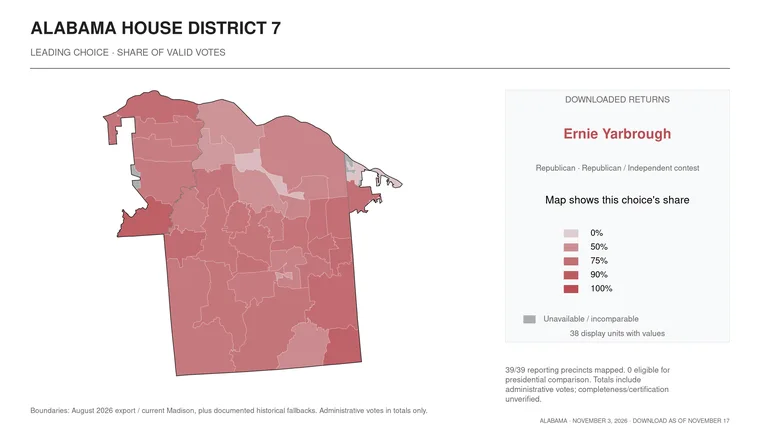 ALABAMA HOUSE DISTRICT 7
LEADING CHOICE · SHARE OF VALID VOTES
DOWNLOADED RETURNS
Ernie Yarbrough
Republican · Republican / Independent contest
Map shows this choice's share
0%
50%
75%
90%
100%
Unavailable / incomparable
38 display units with values
39/39 reporting precincts mapped. 0 eligible for
presidential comparison. Totals include
administrative votes; completeness/certification
unverified.
Boundaries: August 2026 export / current Madison, plus documented historical fallbacks. Administrative votes in totals only.
ALABAMA · NOVEMBER 3, 2026 · DOWNLOAD AS OF NOVEMBER 17